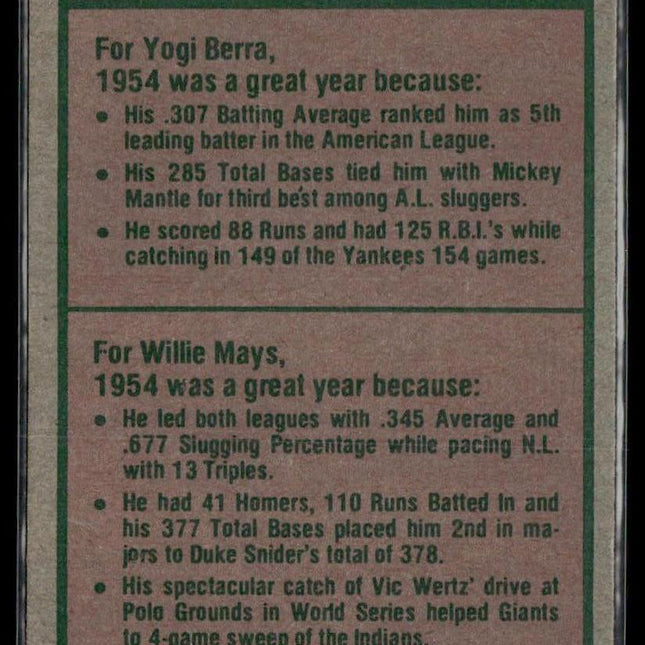 For Yogi Berra,
1954 was a great year because:
• His .307 Batting Average ranked him as 5th
leading batter in the American League.
• His 285 Total Bases tied him with Mickey
Mantle for third best among A.L. sluggers.
• He scored 88 Runs and had 125 R.B.I.'s while
catching in 149 of the Yankees 154 games.
For Willie Mays,
1954 was a great year because:
• He led both leagues with .345 Average and
.677 Slugging Percentage while pacing N.L.
with 13 Triples.
• He had 41 Homers, 110 Runs Batted In and
his 377 Total Bases placed him 2nd in ma-
jors to Duke Snider's total of 378.
• His spectacular catch of Vic Wertz' drive at
Polo Grounds in World Series helped Giants
to 4-game sweep of the Indians.